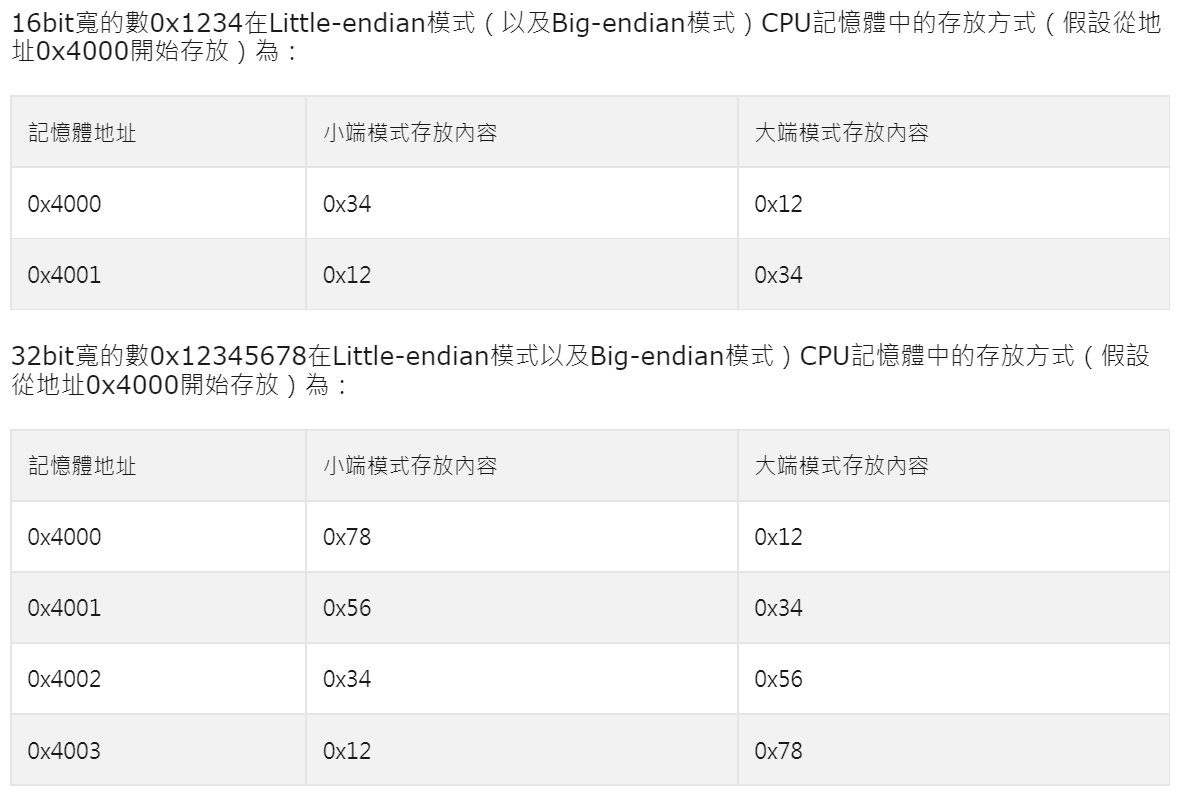 16bit寬的數0x1234在Little-endian模式（以及Big-endian模式）CPU記憶體中的存放方式（假設從地
址0x4000開始存放）為：
記憶體地址 小端模式存放內容 大端模式存放內容
0x4000 0x34 0x12
0x4001 0x12 0x34
32bit寬的數0x12345678在Little-endian模式以及Big-endian模式）CPU記憶體中的存放方式（假設
從地址0x4000開始存放）為：
記憶體地址 小端模式存放內容 大端模式存放內容
0x4000 0x78 0x12
0x4001 0x56 0x34
0x4002 0x34 0x56
0x4003 0x12 0x78